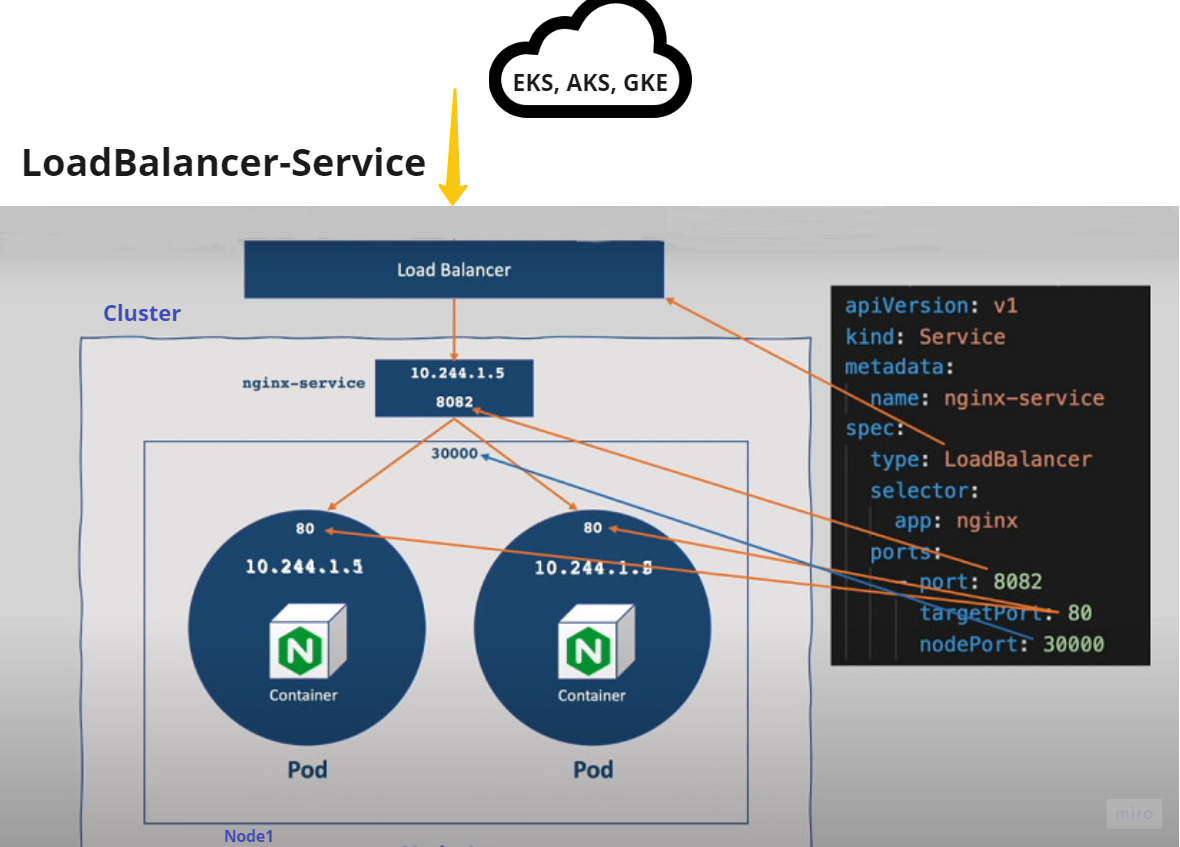 EKS, AKS, GKE
LoadBalancer-Service
Load Balancer
Cluster
nginx-service
10.244.1.5
8082
30000
80
10.244.1.5
Container
Pod
80
10.244.1.8
Container
Pod
Node1
apiVersion: v1
kind: Service
metadata:
name: nginx-service
spec:
type: LoadBalancer
selector:
app: nginx
ports:
- port: 8082
targetPort: 80
nodePort: 30000
miro